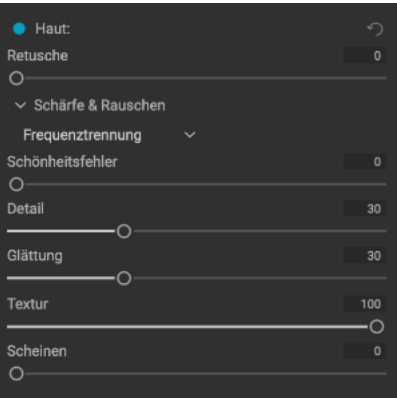 Haut:
Retusche 0
Schärfe & Rauschen
Frequenztrennung
Schönheitsfehler 0
Detail 30
Glättung 30
Textur 100
Scheinen 0